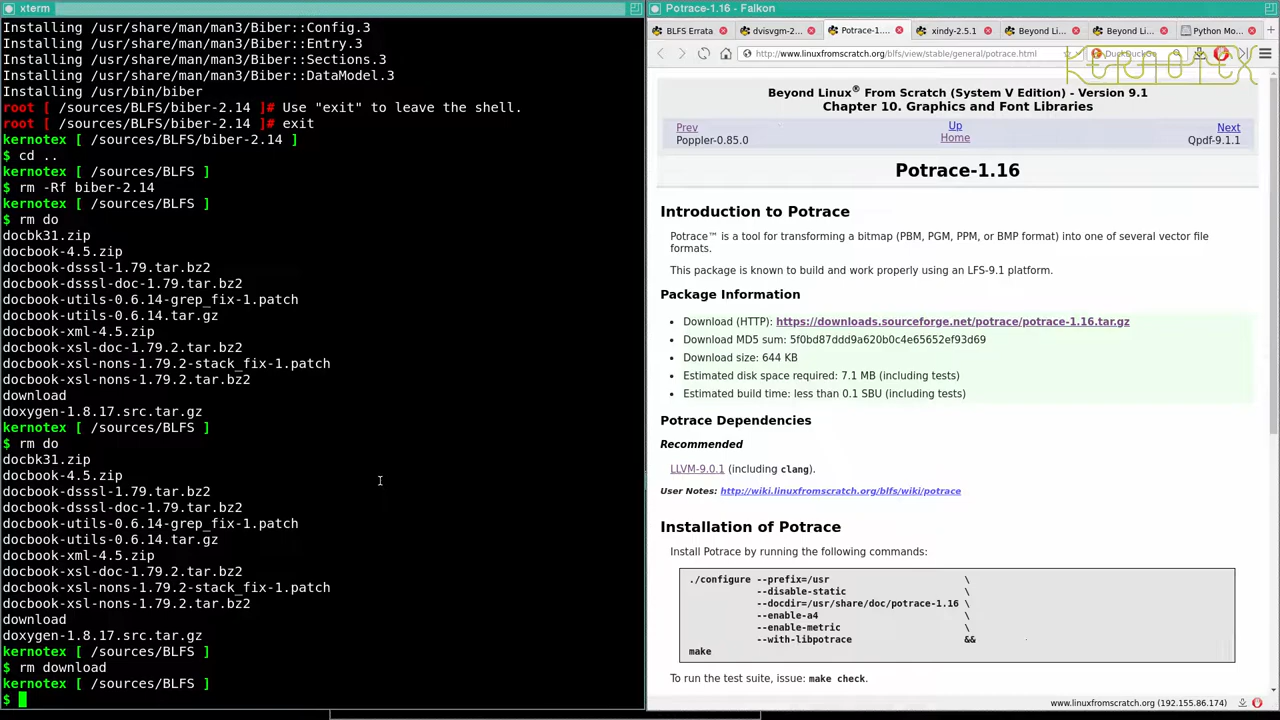 xterm
Installing /usr/share/man/man3/Biber::Config.3
Installing /usr/share/man/man3/Biber::Entry.3
Installing /usr/share/man/man3/Biber::Sections.3
Installing /usr/share/man/man3/Biber::DataModel.3
Installing /usr/bin/biber
root [ /sources/BLFS/biber-2.14 ]# Use "exit" to leave the shell.
root [ /sources/BLFS/biber-2.14 ]# exit
kernotex [ /sources/BLFS/biber-2.14 ]
$ cd ..
kernotex [ /sources/BLFS ]
$ rm -Rf biber-2.14
kernotex [ /sources/BLFS ]
$ rm do
docbk31.zip
docbook-4.5.zip
docbook-dsssl-1.79.tar.bz2
docbook-dsssl-doc-1.79.tar.bz2
docbook-utils-0.6.14-grep_fix-1.patch
docbook-utils-0.6.14.tar.gz
docbook-xml-4.5.zip
docbook-xsl-doc-1.79.2.tar.bz2
docbook-xsl-nons-1.79.2-stack_fix-1.patch
docbook-xsl-nons-1.79.2.tar.bz2
download
doxygen-1.8.17.src.tar.gz
kernotex [ /sources/BLFS ]
$ rm do
docbk31.zip
docbook-4.5.zip
docbook-dsssl-1.79.tar.bz2
docbook-dsssl-doc-1.79.tar.bz2
docbook-utils-0.6.14-grep_fix-1.patch
docbook-utils-0.6.14.tar.gz
docbook-xml-4.5.zip
docbook-xsl-doc-1.79.2.tar.bz2
docbook-xsl-nons-1.79.2-stack_fix-1.patch
docbook-xsl-nons-1.79.2.tar.bz2
download
doxygen-1.8.17.src.tar.gz
kernotex [ /sources/BLFS ]
$ rm download
kernotex [ /sources/BLFS ]
$
Potrace-1.16 - Falkon
BLFS Errata
dvisvgm-2...
Potrace-1....
xindy-2.5.1
Beyond Li...
Beyond Li...
Python Mo...
http://www.linuxfromscratch.org/blfs/view/stable/general/potrace.html
DuckDuckGo
KERNOTEX
Beyond Linux® From Scratch (System V Edition) - Version 9.1
Chapter 10. Graphics and Font Libraries
Prev Up Next
Poppler-0.85.0 Home Qpdf-9.1.1
Potrace-1.16
Introduction to Potrace
Potrace™ is a tool for transforming a bitmap (PBM, PGM, PPM, or BMP format) into one of several vector file
formats.
This package is known to build and work properly using an LFS-9.1 platform.
Package Information
• Download (HTTP): https://downloads.sourceforge.net/potrace/potrace-1.16.tar.gz
• Download MD5 sum: 5f0bd87ddd9a620b0c4e65652ef93d69
• Download size: 644 KB
• Estimated disk space required: 7.1 MB (including tests)
• Estimated build time: less than 0.1 SBU (including tests)
Potrace Dependencies
Recommended
LLVM-9.0.1 (including clang).
User Notes: http://wiki.linuxfromscratch.org/blfs/wiki/potrace
Installation of Potrace
Install Potrace by running the following commands:
./configure --prefix=/usr \
--disable-static \
--docdir=/usr/share/doc/potrace-1.16 \
--enable-a4 \
--enable-metric \
--with-libpotrace &&
make
To run the test suite, issue: make check.
www.linuxfromscratch.org (192.155.86.174)